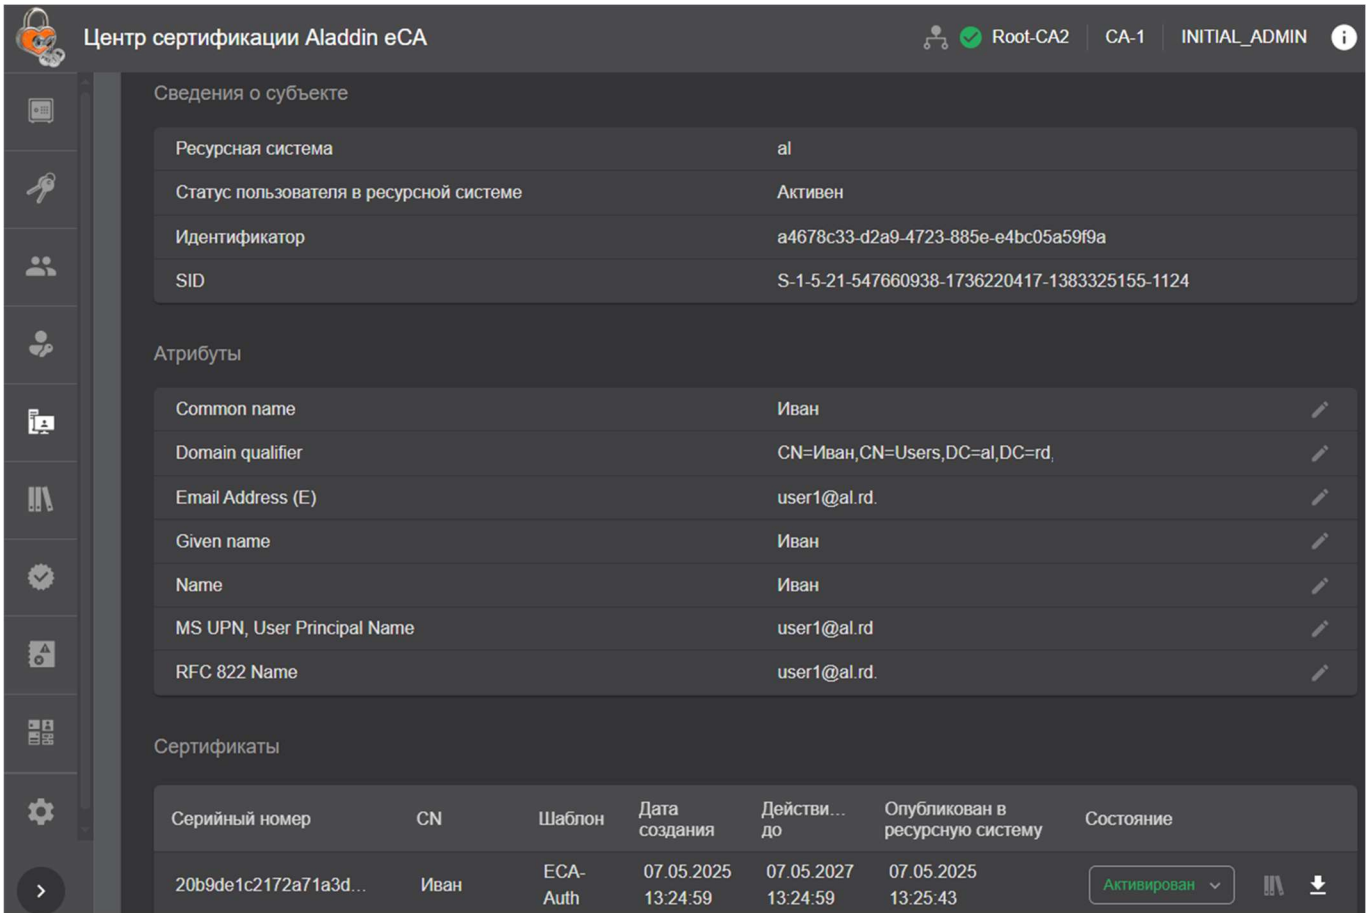 Центр сертификации Aladdin eCA
Root-CA2 CA-1 INITIAL_ADMIN
Сведения о субъекте
Ресурсная система al
Статус пользователя в ресурсной системе Активен
Идентификатор a4678c33-d2a9-4723-885e-e4bc05a59f9a
SID S-1-5-21-547660938-1736220417-1383325155-1124
Атрибуты
Common name Иван
Domain qualifier CN=Иван,CN=Users,DC=al,DC=rd,
Email Address (E) user1@al.rd.
Given name Иван
Name Иван
MS UPN, User Principal Name user1@al.rd
RFC 822 Name user1@al.rd.
Сертификаты
Серийный номер CN Шаблон Дата создания Действи... до Опубликован в ресурсную систему Состояние
20b9de1c2172a71a3d... Иван ECA-Auth 07.05.2025 13:24:59 07.05.2027 13:24:59 07.05.2025 13:25:43 Активирован